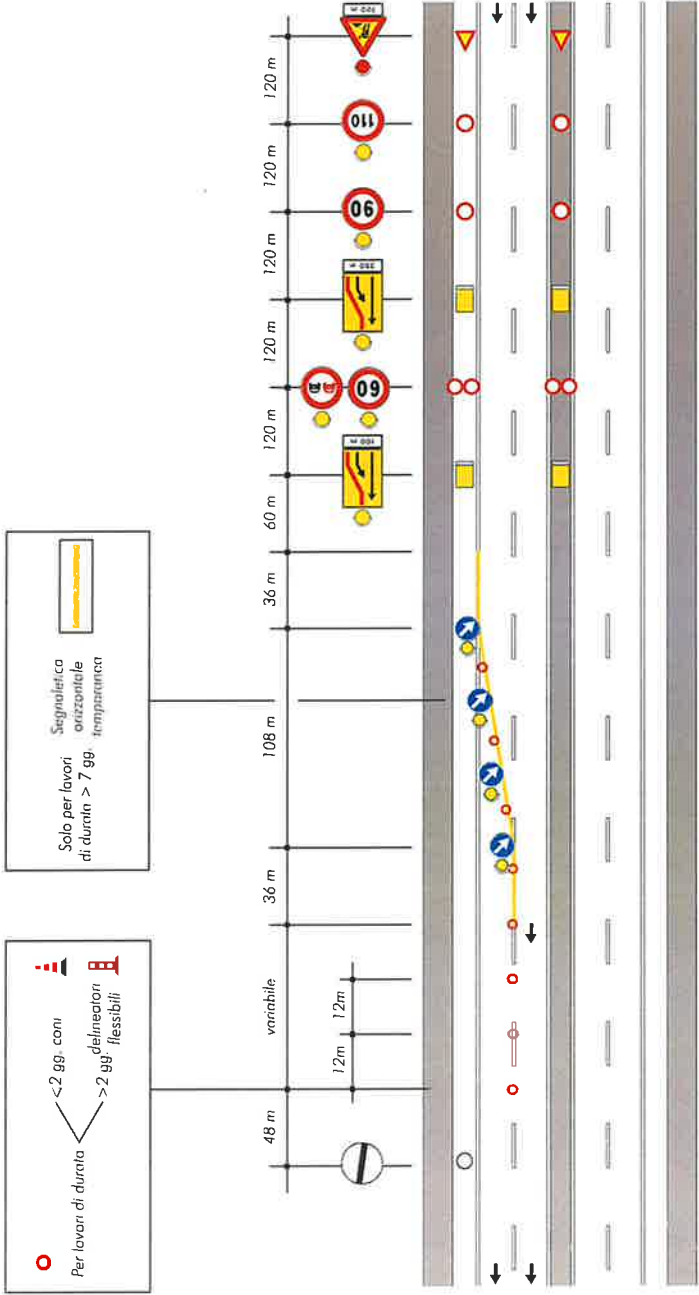 Per lavori di durata
<2 gg. coni
>2 gg. delineatori
flessibili
Solo per lavori
di durata > 7 gg.
Segnaletica
orizzontale
temporanea
48 m
variabile
12m
12m
36 m
108 m
36 m
60 m
120 m
120 m
120 m
120 m
120 m
60
90
110